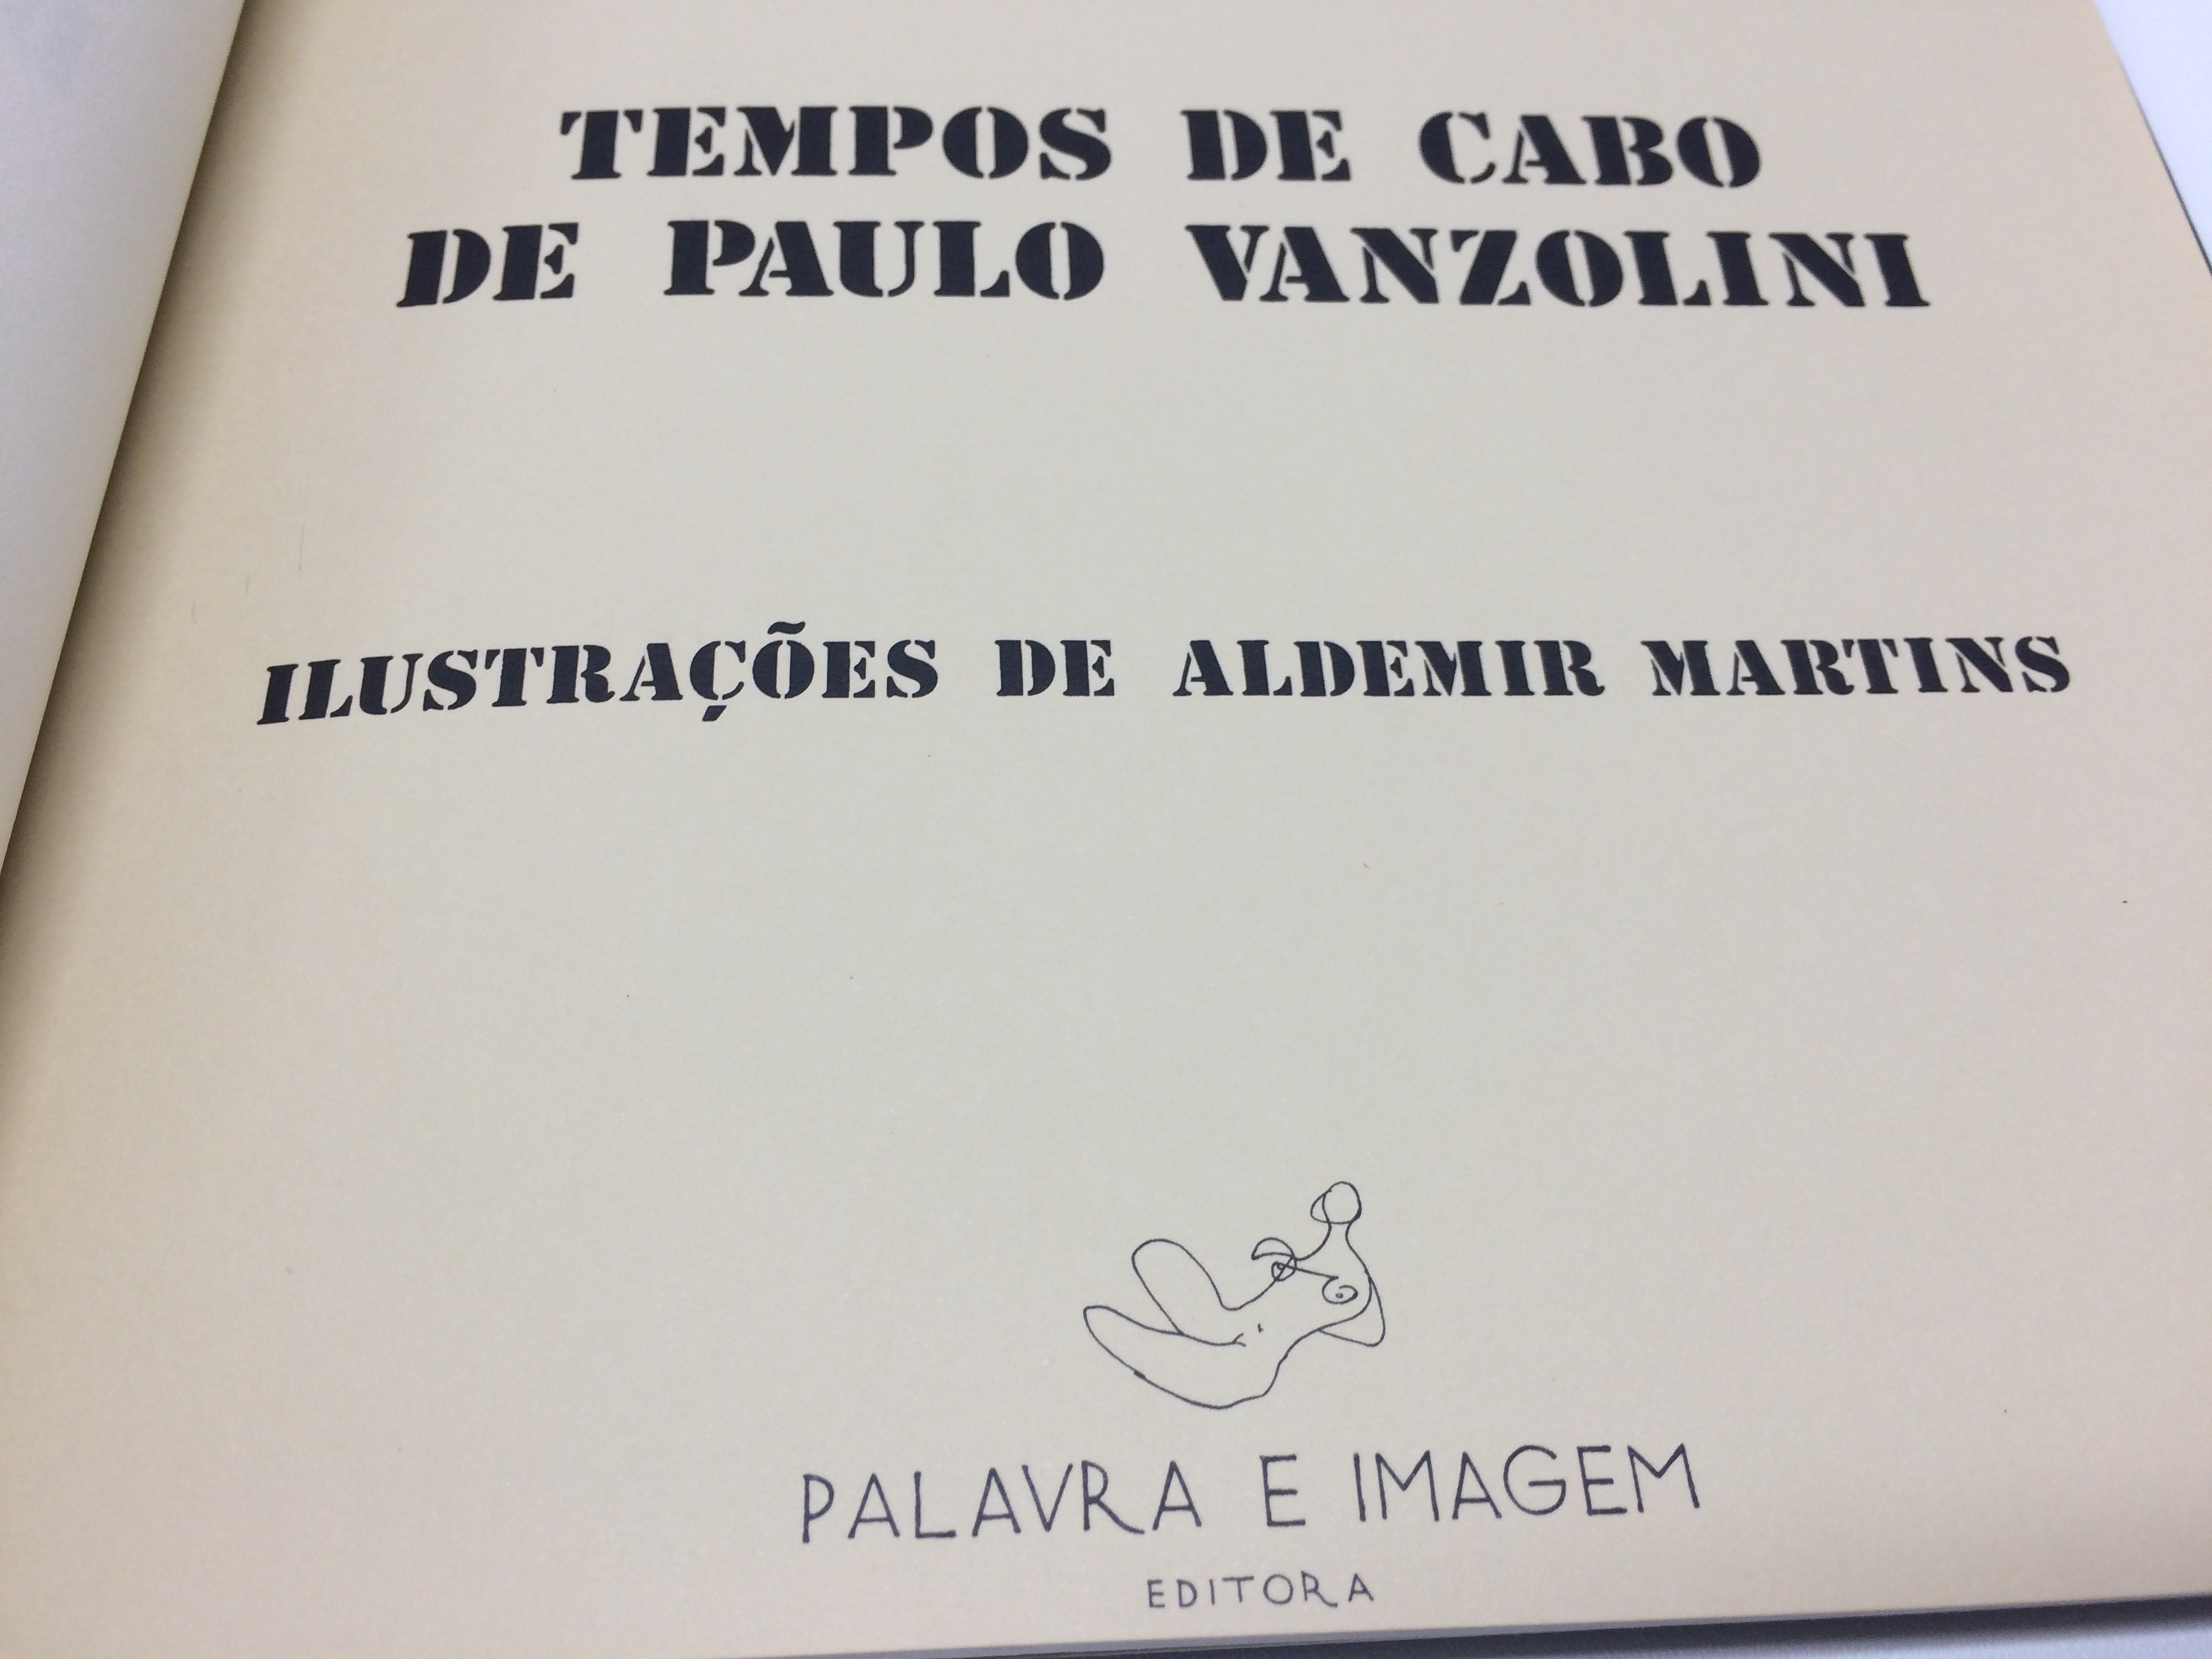 TEMPOS DE CABO
DE PAULO VANZOLINI
ILUSTRAÇÕES DE ALDEMIR MARTINS
PALAVRA E IMAGEM
EDITORA